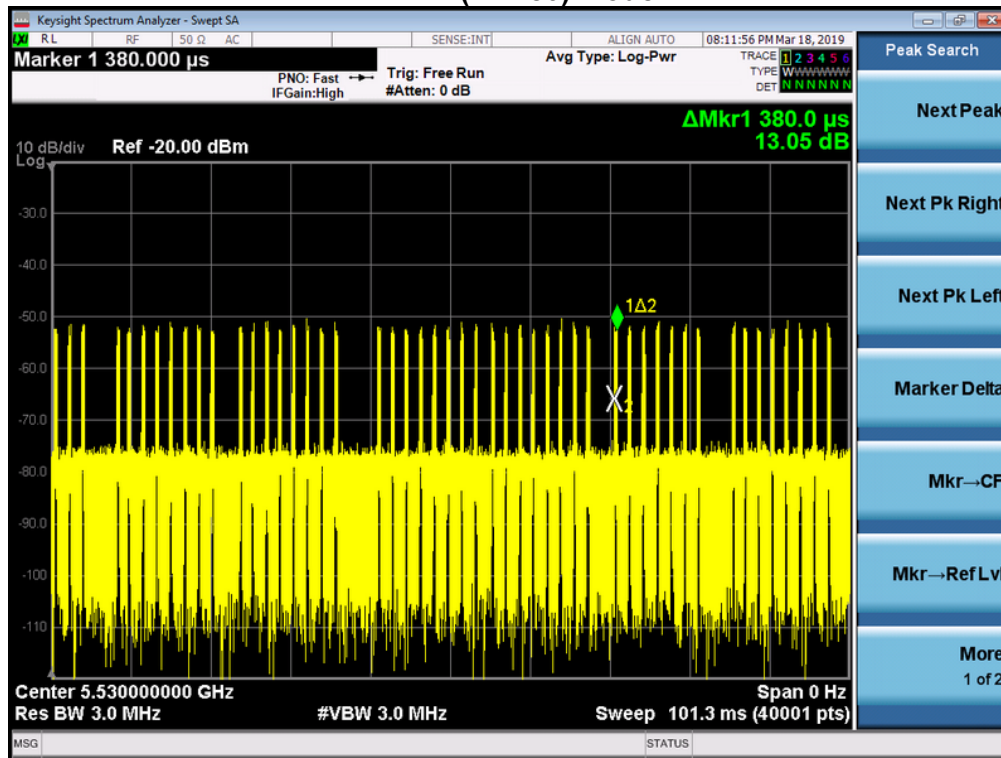 Keysight Spectrum Analyzer - Swept SA
LXI RL RF 50 Ω AC SENSE:INT ALIGN AUTO 08:11:56 PM Mar 18, 2019
Marker 1 380.000 µs
PNO: Fast
IFGain:High
Trig: Free Run
#Atten: 0 dB
Avg Type: Log-Pwr
TRACE 1 2 3 4 5 6
TYPE WWWWWW
DET N N N N N N
Peak Search
ΔMkr1 380.0 µs
13.05 dB
10 dB/div Ref -20.00 dBm
Log
-30.0
-40.0
-50.0
-60.0
-70.0
-80.0
-90.0
-100
-110
1Δ2
2
Center 5.530000000 GHz Span 0 Hz
Res BW 3.0 MHz #VBW 3.0 MHz Sweep 101.3 ms (40001 pts)
Next Peak
Next Pk Right
Next Pk Left
Marker Delta
Mkr→CF
Mkr→Ref Lvl
More
1 of 2
MSG STATUS